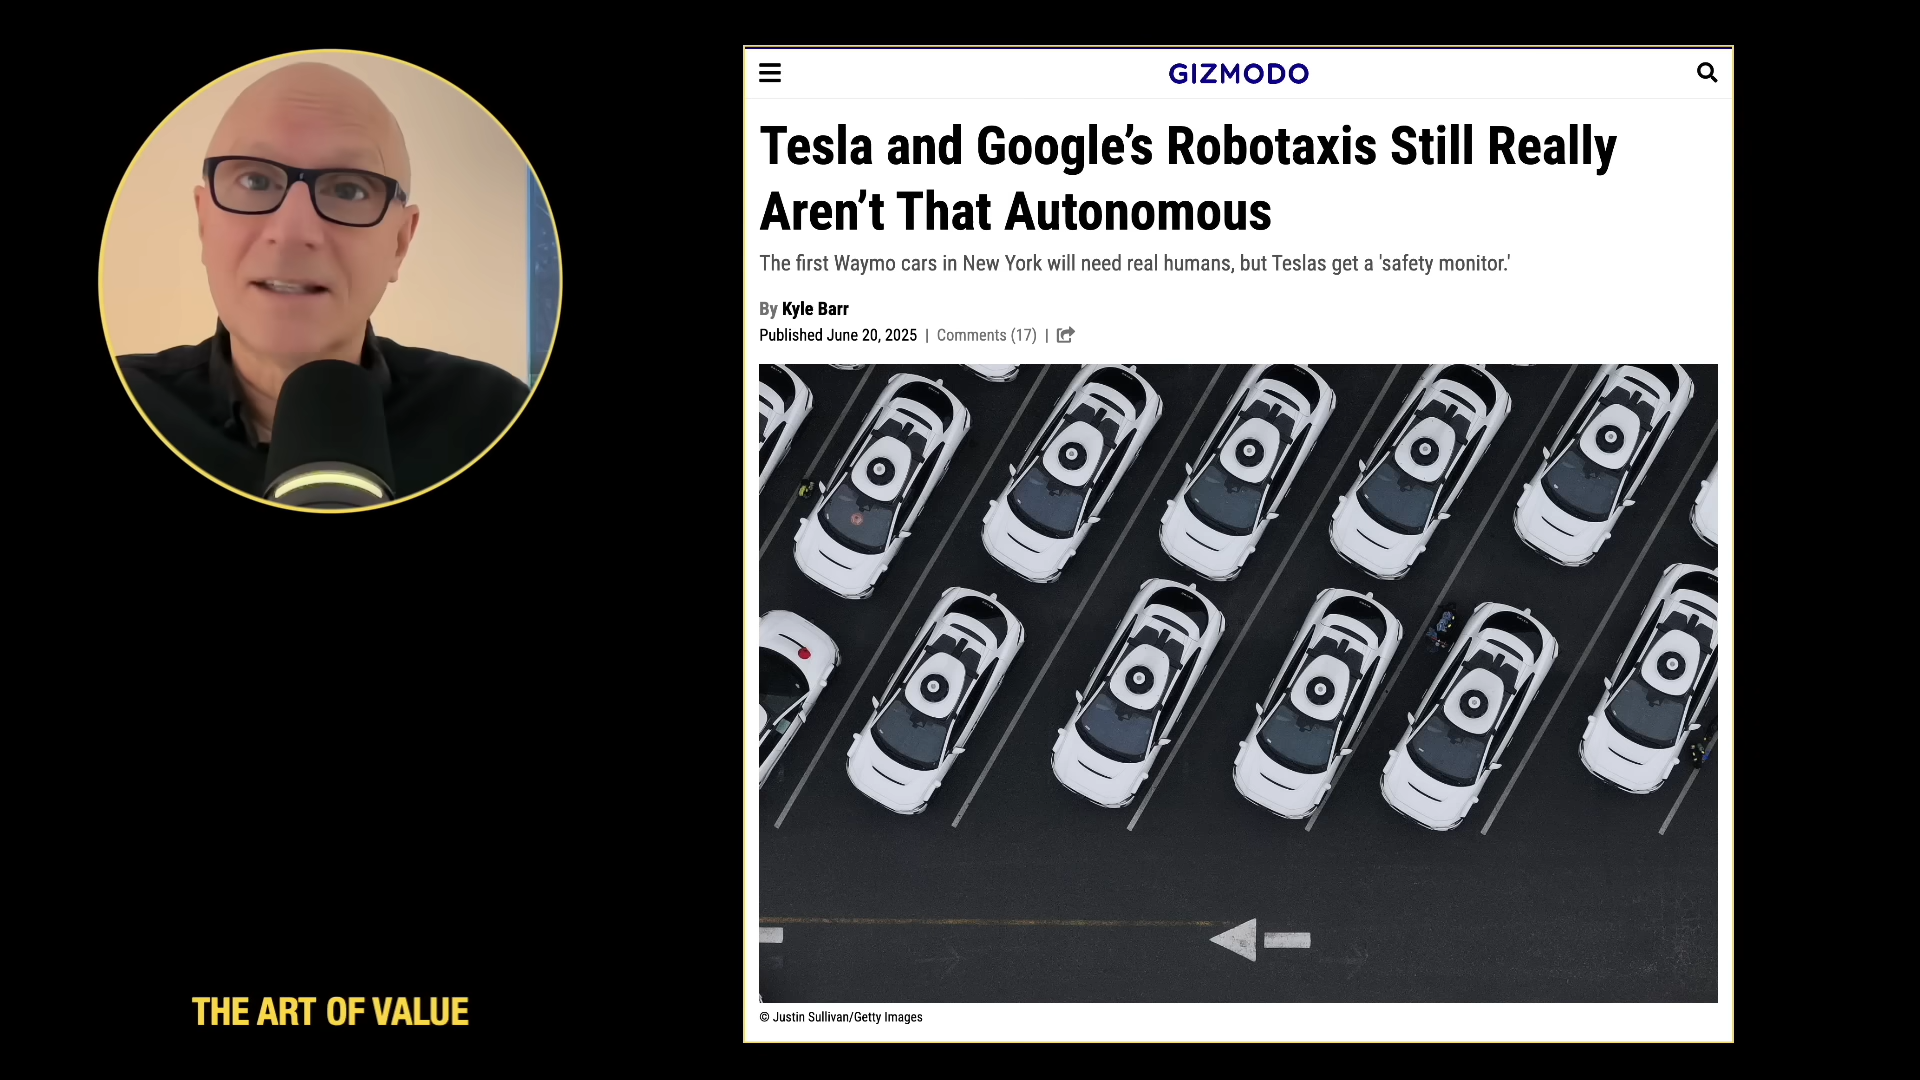 GIZMODO
Tesla and Google’s Robotaxis Still Really
Aren’t That Autonomous
The first Waymo cars in New York will need real humans, but Teslas get a 'safety monitor.'
By Kyle Barr
Published June 20, 2025 | Comments (17) |
© Justin Sullivan/Getty Images
THE ART OF VALUE